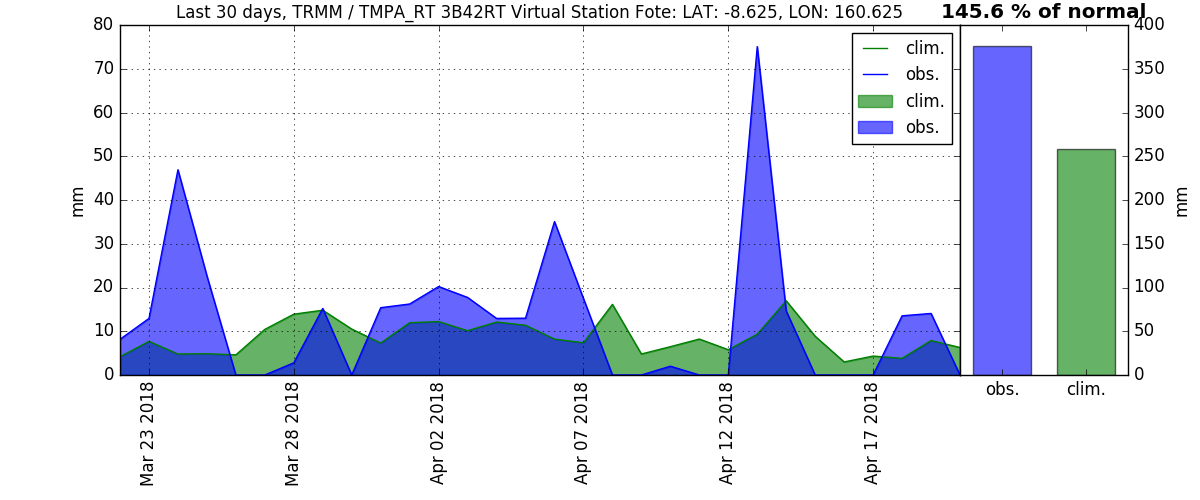 Last 30 days, TRMM / TMPA_RT 3B42RT Virtual Station Fote: LAT: -8.625, LON: 160.625
145.6 % of normal
80
70
60
50
40
30
20
10
0
mm
clim.
obs.
clim.
obs.
Mar 23 2018
Mar 28 2018
Apr 02 2018
Apr 07 2018
Apr 12 2018
Apr 17 2018
400
350
300
250
200
150
100
50
0
mm
obs.
clim.